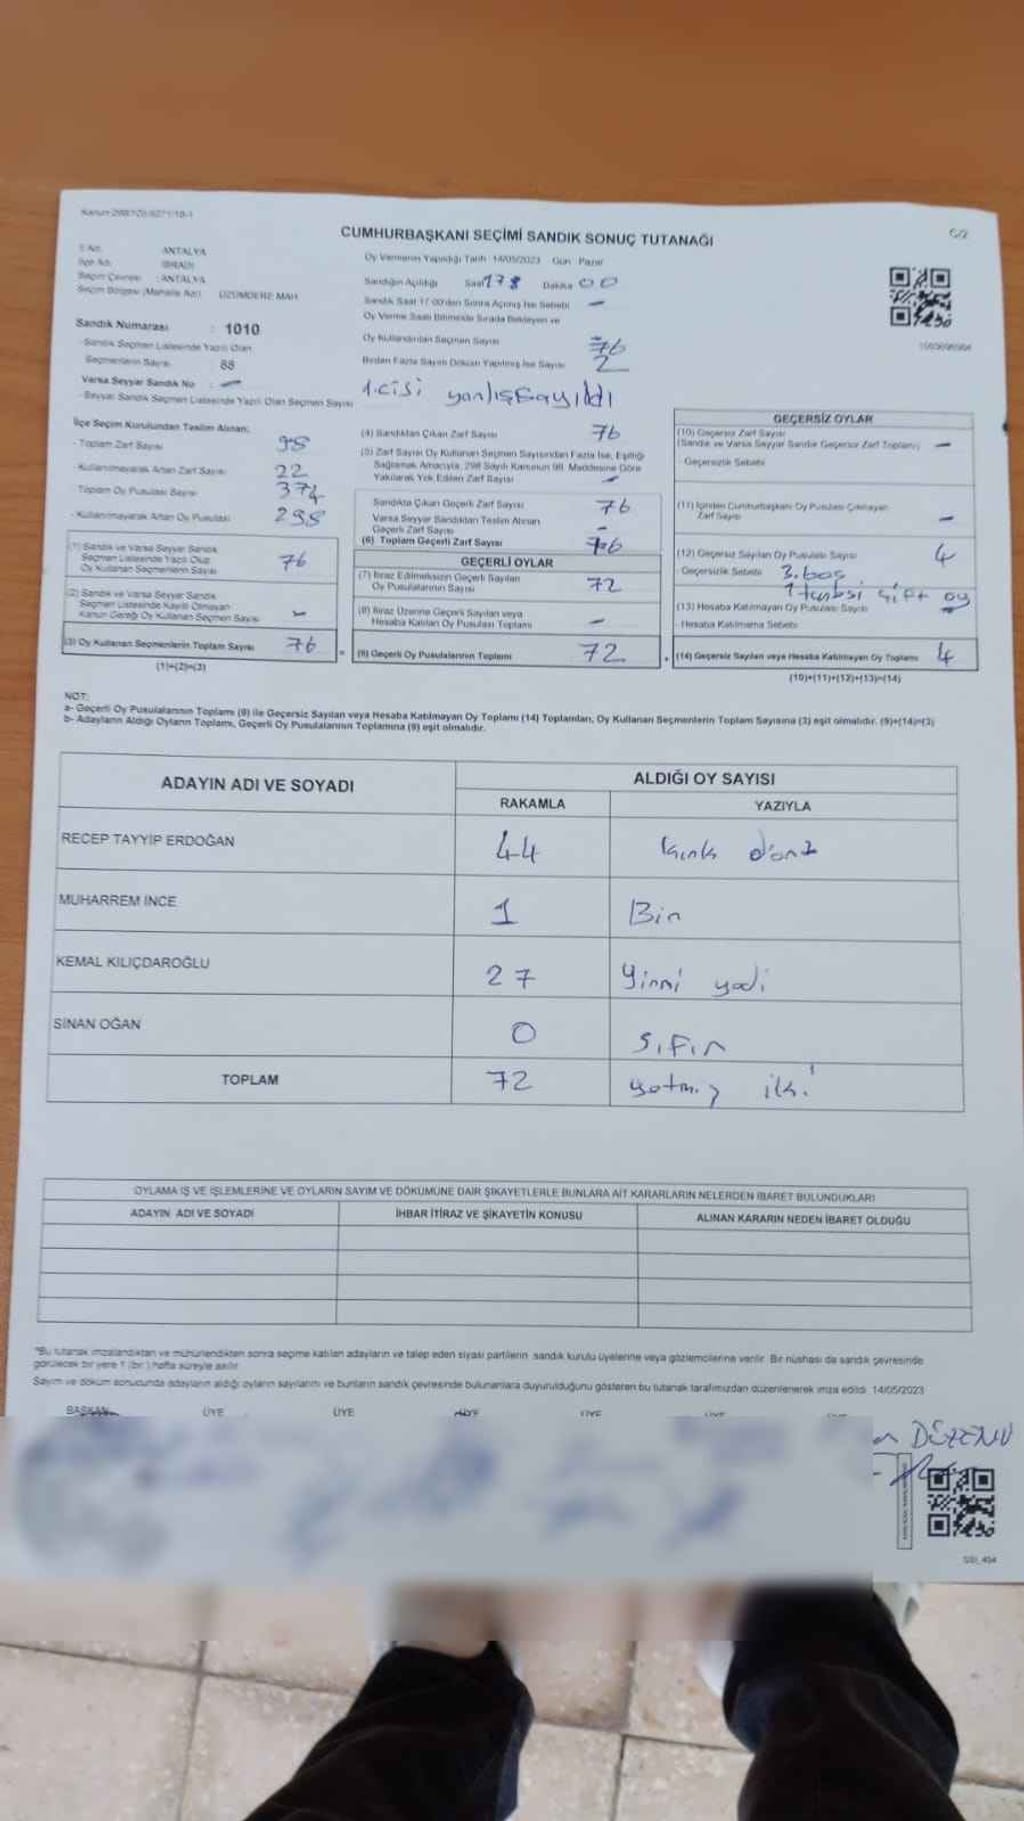 CUMHURBAŞKANI SEÇİMİ SANDIK SONUÇ TUTANAĞI
İl Adı : ANTALYA
İlçe Adı : İBRADI
Seçim Çevresi : ANTALYA
Seçim Bölgesi (Mahalle Adı) : ÜZÜMDERE MAH.
Sandık Numarası : 1010
Sandık Seçmen Listesinde Yazılı Olan
Seçmenlerin Sayısı : 88
Varsa Seyyar Sandık No : -
Seyyar Sandık Seçmen Listesinde Yazılı Olan Seçmen Sayısı
Oy Vermenin Yapıldığı Tarih : 14/05/2023 Gün : Pazar
Sandığın Açıldığı Saat Dakika 00
Sandık Saat 17:00'den Sonra Açılmış İse Sebebi -
Oy Verme Saati Bitiminde Sırada Bekleyen ve
Oy Kullandırılan Seçmen Sayısı 76
Birden Fazla Sayım Döküm Yapılmış İse Sayısı 2
1.cisi yanlış sayıldı
İlçe Seçim Kurulundan Teslim Alınan;
- Toplam Zarf Sayısı 98
- Kullanılmayarak Artan Zarf Sayısı 22
- Toplam Oy Pusulası Sayısı 374
- Kullanılmayarak Artan Oy Pusulası 298
(1) Sandık ve Varsa Seyyar Sandık
Seçmen Listesinde Yazılı Olup
Oy Kullanan Seçmenlerin Sayısı 76
(2) Sandık ve Varsa Seyyar Sandık
Seçmen Listesinde Kayıtlı Olmayan
Kanun Gereği Oy Kullanan Seçmen Sayısı -
(3) Oy Kullanan Seçmenlerin Toplam Sayısı 76
(1)+(2)=(3)
(4) Sandıktan Çıkan Zarf Sayısı 76
(5) Zarf Sayısı Oy Kullanan Seçmen Sayısından Fazla İse, Eşitliği
Sağlamak Amacıyla, 298 Sayılı Kanunun 98. Maddesine Göre
Yakılarak Yok Edilen Zarf Sayısı -
Sandıkta Çıkan Geçerli Zarf Sayısı 76
Varsa Seyyar Sandıktan Teslim Alınan
Geçerli Zarf Sayısı -
(6) Toplam Geçerli Zarf Sayısı 76
GEÇERLİ OYLAR
(7) İtiraz Edilmeksizin Geçerli Sayılan
Oy Pusulalarının Sayısı 72
(8) İtiraz Üzerine Geçerli Sayılan veya
Hesaba Katılan Oy Pusulası Toplamı -
(9) Geçerli Oy Pusulalarının Toplamı 72
GEÇERSİZ OYLAR
(10) Geçersiz Zarf Sayısı
(Sandık ve Varsa Seyyar Sandık Geçersiz Zarf Toplamı) -
- Geçersizlik Sebebi
(11) İçinden Cumhurbaşkanı Oy Pusulası Çıkmayan
Zarf Sayısı -
(12) Geçersiz Sayılan Oy Pusulası Sayısı 4
- Geçersizlik Sebebi 3. boş
çift oy
(13) Hesaba Katılmayan Oy Pusulası Sayısı
- Hesaba Katılmama Sebebi
(14) Geçersiz Sayılan veya Hesaba Katılmayan Oy Toplamı 4
(10)+(11)+(12)+(13)=(14)
NOT:
a- Geçerli Oy Pusulalarının Toplamı (9) ile Geçersiz Sayılan veya Hesaba Katılmayan Oy Toplamı (14) Toplamları, Oy Kullanan Seçmenlerin Toplam Sayısına (3) eşit olmalıdır. (9)+(14)=(3)
b- Adayların Aldığı Oyların Toplamı, Geçerli Oy Pusulalarının Toplamına (9) eşit olmalıdır.
ADAYIN ADI VE SOYADI ALDIĞI OY SAYISI
RAKAMLA YAZIYLA
RECEP TAYYİP ERDOĞAN 44 kırk dört
MUHARREM İNCE 1 Bir
KEMAL KILIÇDAROĞLU 27 yirmi yedi
SİNAN OĞAN 0 sıfır
TOPLAM 72 yetmiş iki
OYLAMA İŞ VE İŞLEMLERİNE VE OYLARIN SAYIM VE DÖKÜMÜNE DAİR ŞİKAYETLERLE BUNLARA AİT KARARLARIN NELERDEN İBARET BULUNDUKLARI
ADAYIN ADI VE SOYADI İHBAR İTİRAZ VE ŞİKAYETİN KONUSU ALINAN KARARIN NEDEN İBARET OLDUĞU
"Bu tutanak imzalandıktan ve mühürlendikten sonra seçime katılan adayların ve talep eden siyasi partilerin sandık kurulu üyelerine veya gözlemcilerine verilir. Bir nüshası da sandık çevresinde
görülecek bir yere 1 (bir) hafta süreyle asılır.
Sayım ve döküm sonucunda adayların aldığı oyların sayılarını ve bunların sandık çevresinde bulunanlara duyurulduğunu gösteren bu tutanak tarafımızdan düzenlenerek imza edildi. 14/05/2023
BAŞKAN ÜYE ÜYE ÜYE ÜYE